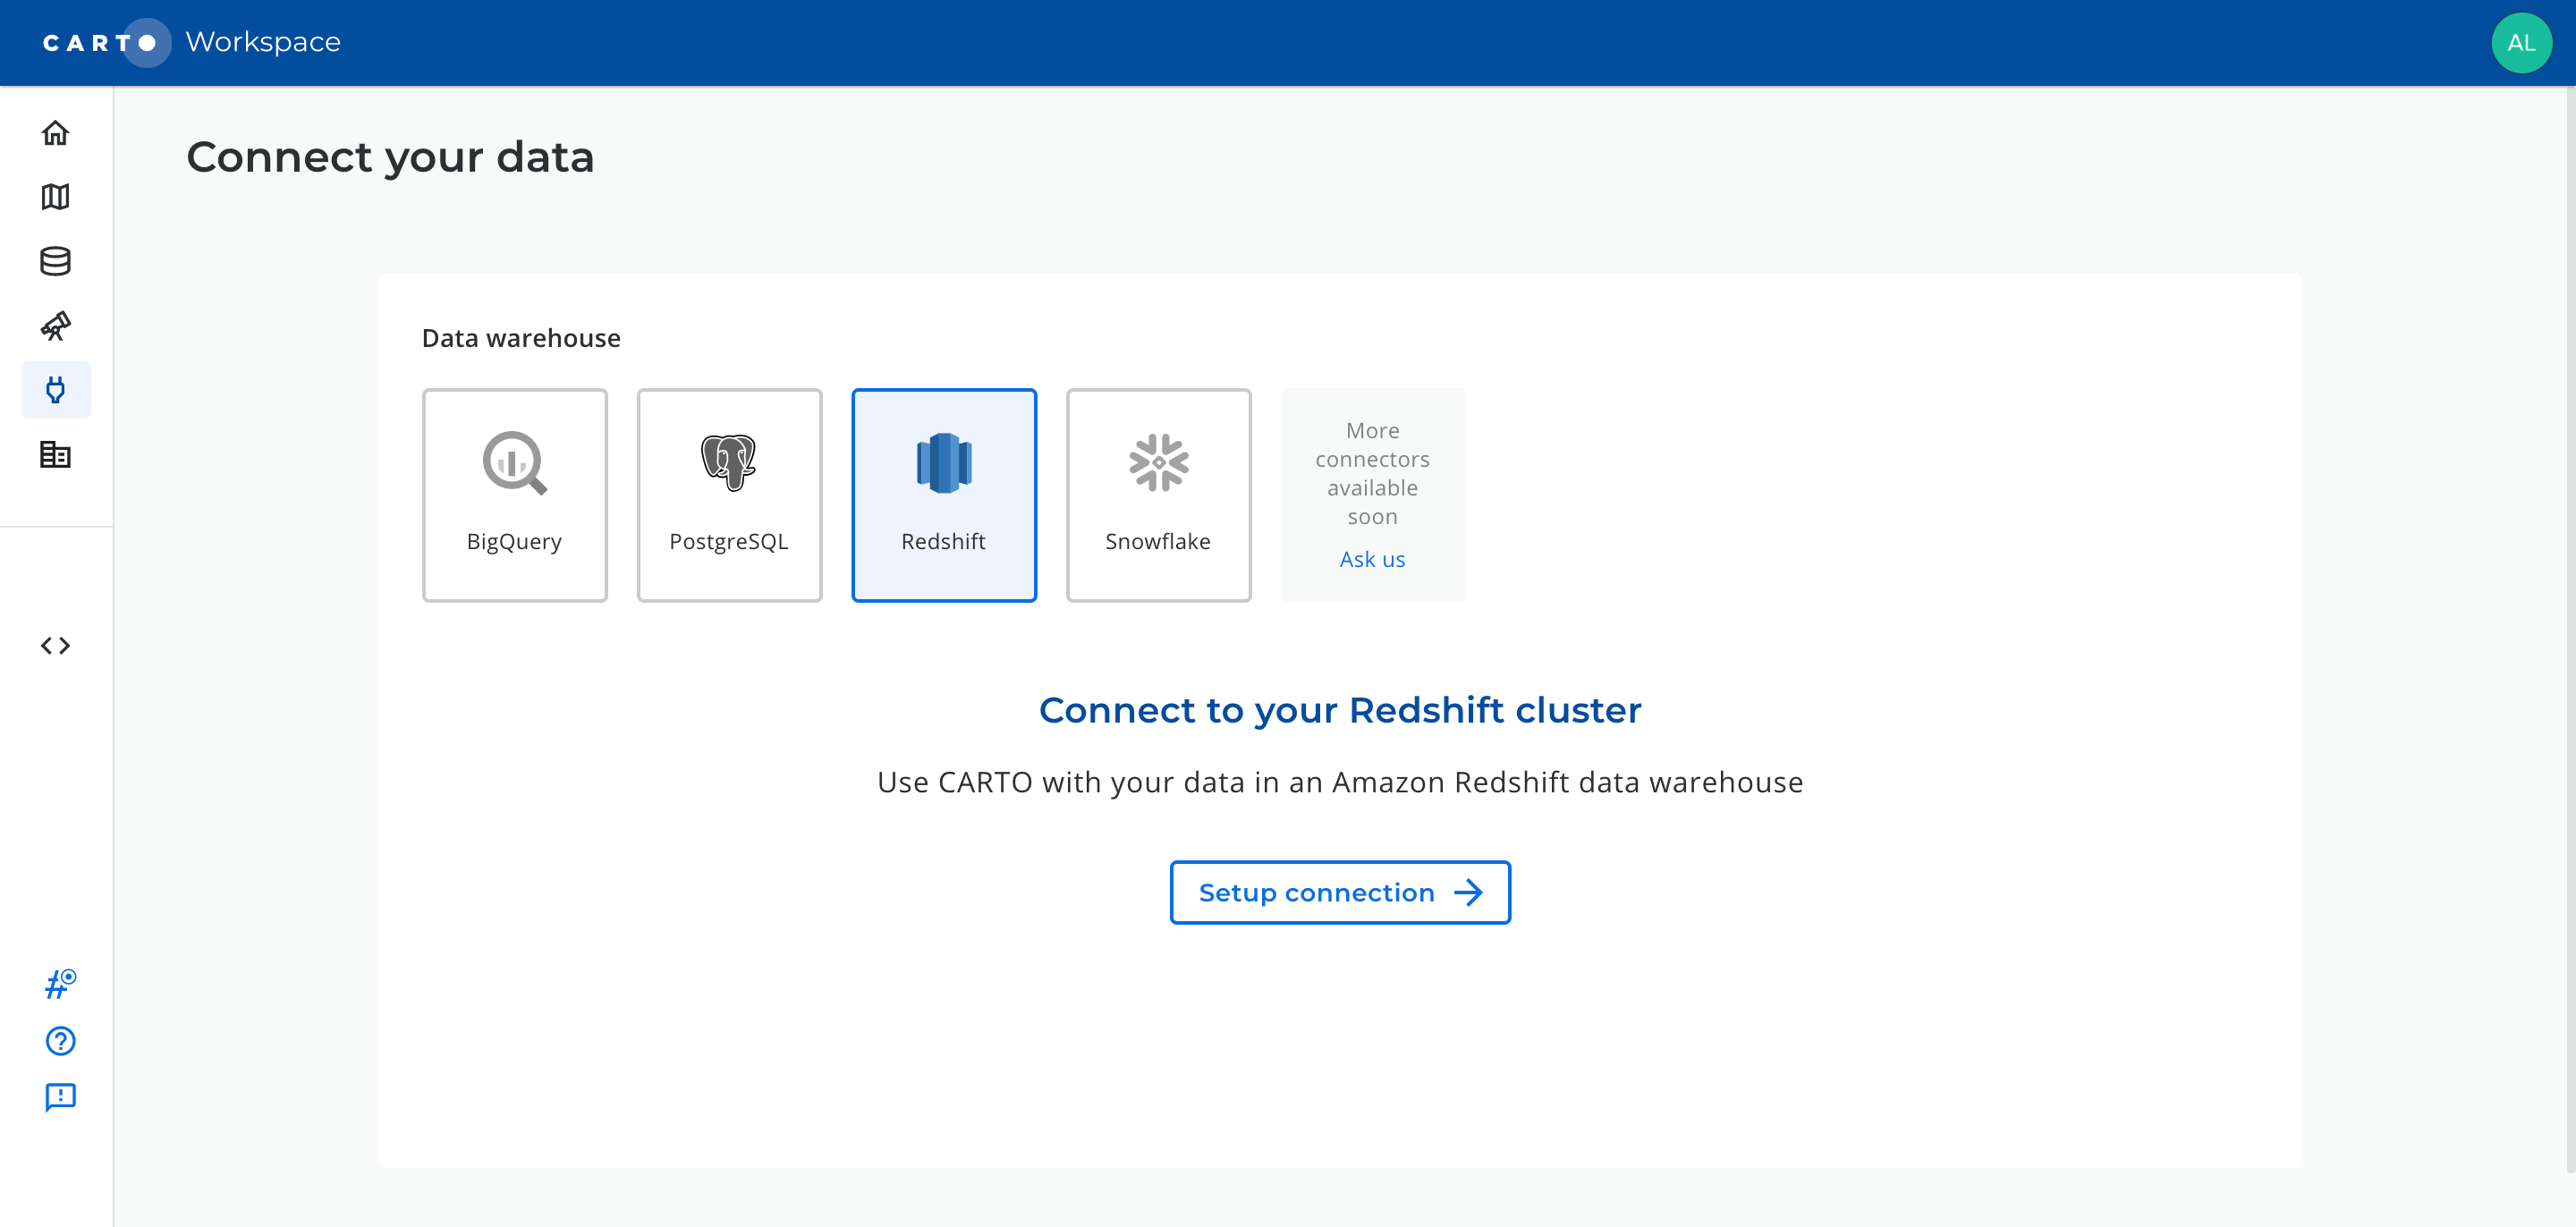 CARTO Workspace
AL
Connect your data
Data warehouse
BigQuery
PostgreSQL
Redshift
Snowflake
More
connectors
available
soon
Ask us
Connect to your Redshift cluster
Use CARTO with your data in an Amazon Redshift data warehouse
Setup connection